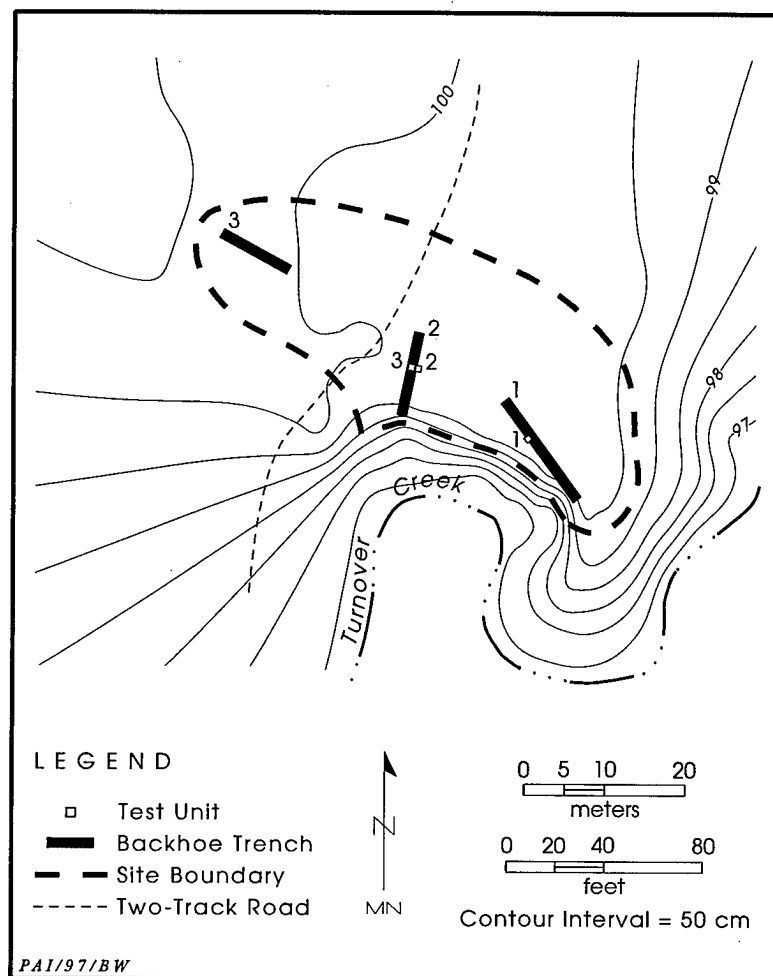 100
99
3
2
3
2
98
1
97
1
Creek
Turnover
LEGEND
Test Unit
Backhoe Trench
Site Boundary
Two-Track Road
N
MN
0 5 10 20
meters
0 20 40 80
feet
Contour Interval = 50 cm
PAI/97/BW